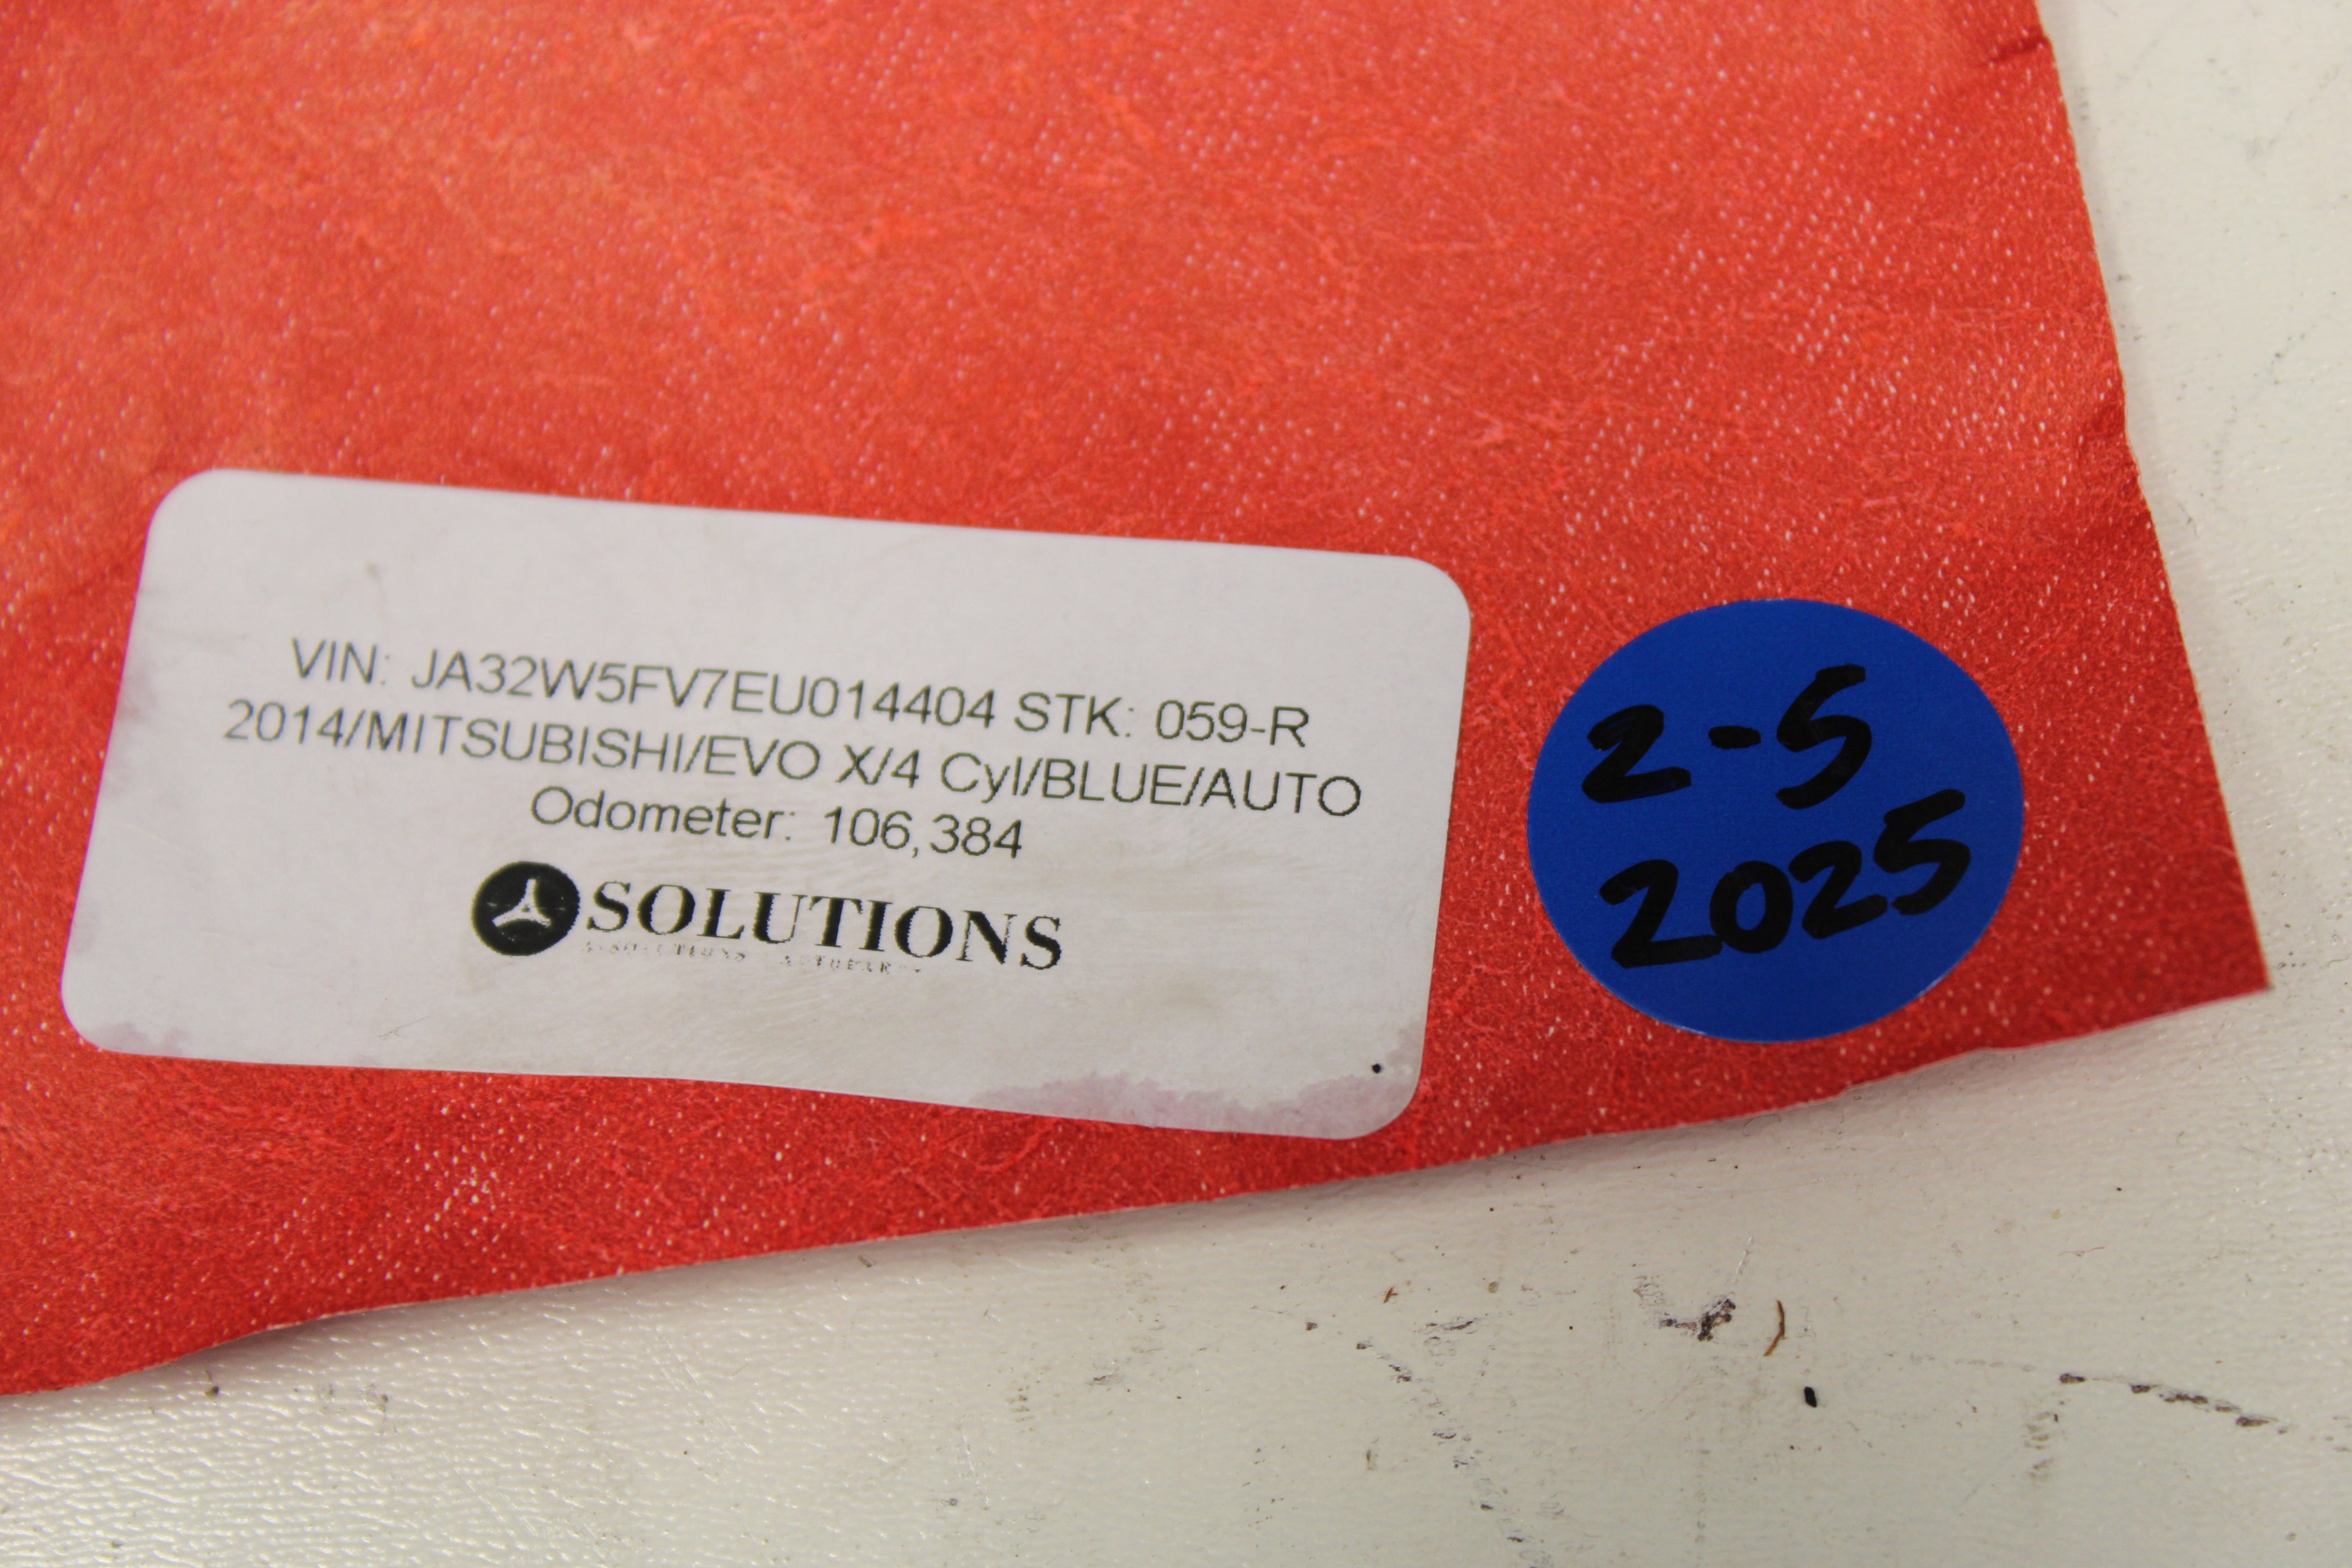 VIN: JA32W5FV7EU014404 STK: 059-R
2014/MITSUBISHI/EVO X/4 Cyl/BLUE/AUTO
Odometer: 106,384
SOLUTIONS
2-5
2025